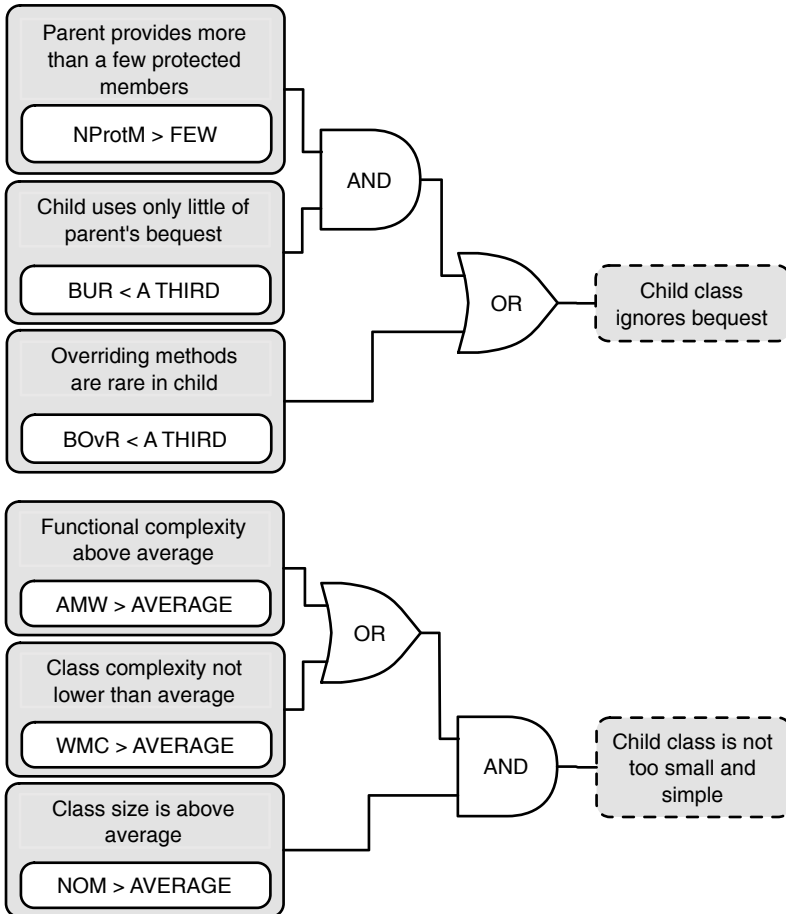 Parent provides more
than a few protected
members
NProtM > FEW
AND
Child uses only little of
parent's bequest
BUR < A THIRD
OR
Child class
ignores bequest
Overriding methods
are rare in child
BOvR < A THIRD
Functional complexity
above average
AMW > AVERAGE
OR
Class complexity not
lower than average
WMC > AVERAGE
AND
Child class is not
too small and
simple
Class size is above
average
NOM > AVERAGE